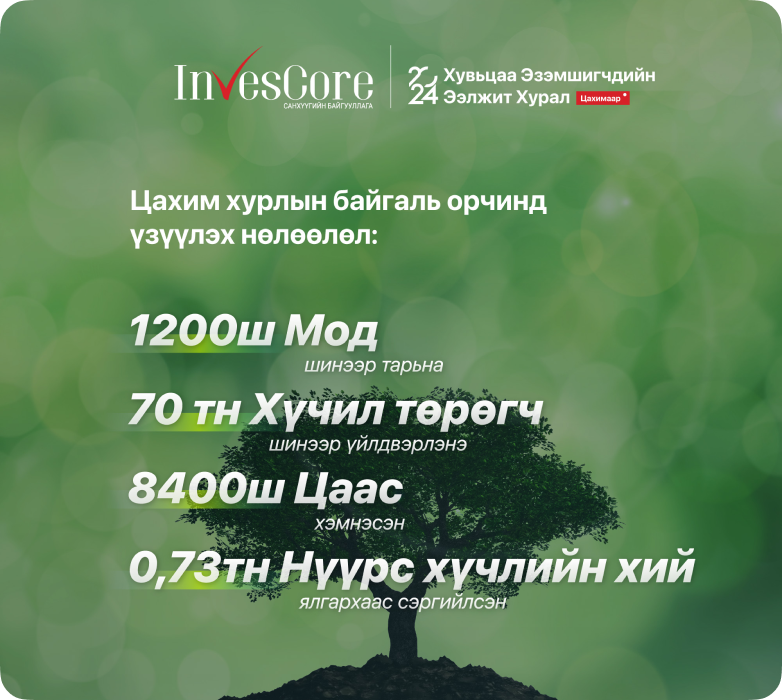 InvesCore
САНХҮҮГИЙН БАЙГУУЛЛАГА
2024 Хувьцаа Эзэмшигчдийн
Ээлжит Хурал Цахимаар
Цахим хурлын байгаль орчинд
үзүүлэх нөлөөлөл:
1200ш Мод
шинээр тарьна
70 тн Хүчил төрөгч
шинээр үйлдвэрлэнэ
8400ш Цаас
хэмнэсэн
0,73тн Нүүрс хүчлийн хий
ялгархаас сэргийлсэн